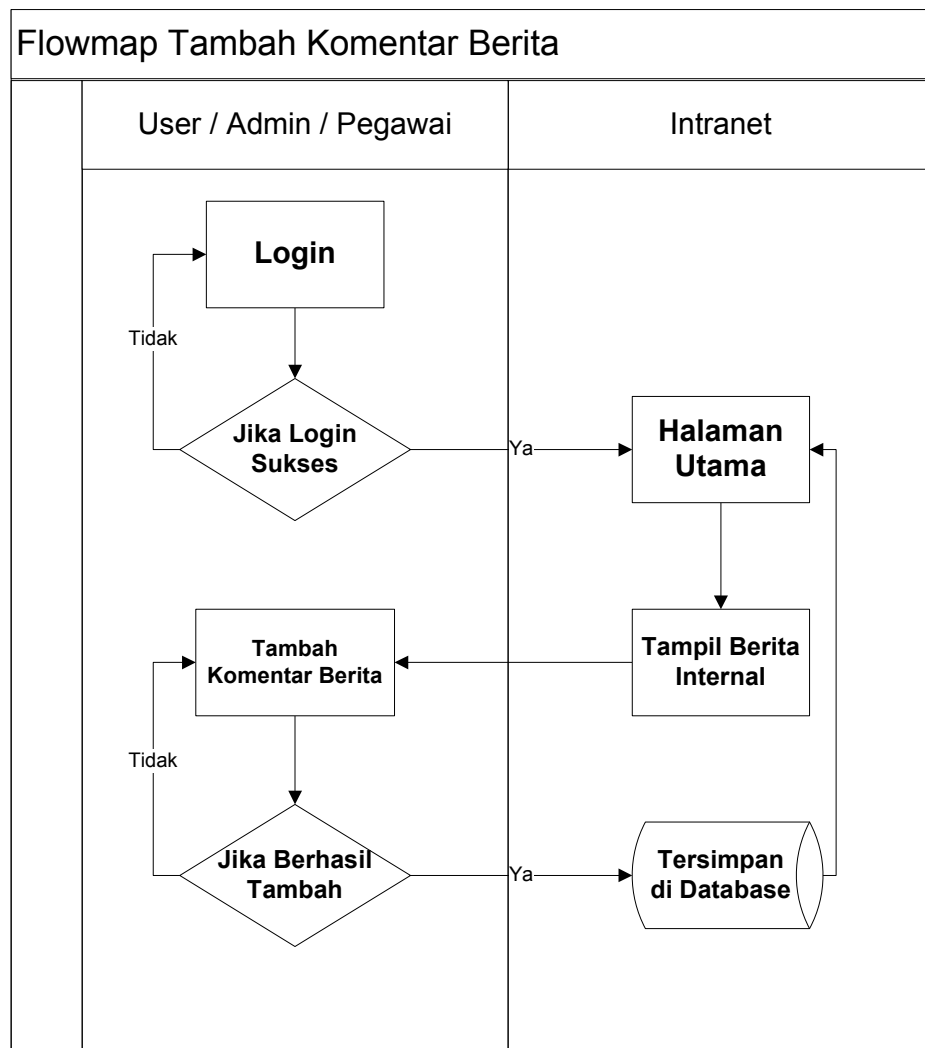 Flowmap Tambah Komentar Berita
User / Admin / Pegawai
Intranet
Login
Tidak
Jika Login
Sukses
Ya
Halaman
Utama
Tambah
Komentar Berita
Tampil Berita
Internal
Tidak
Jika Berhasil
Tambah
Ya
Tersimpan
di Database